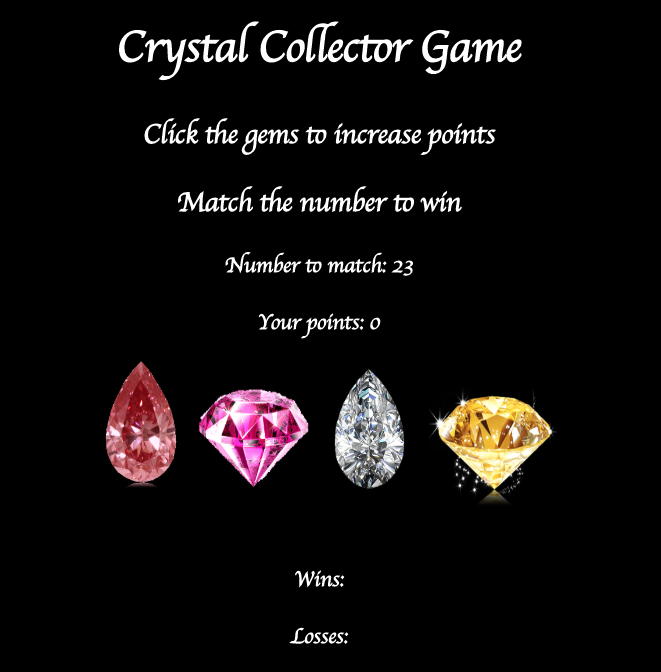 Crystal Collector Game
Click the gems to increase points
Match the number to win
Number to match: 23
Your points: 0
Wins:
Losses: